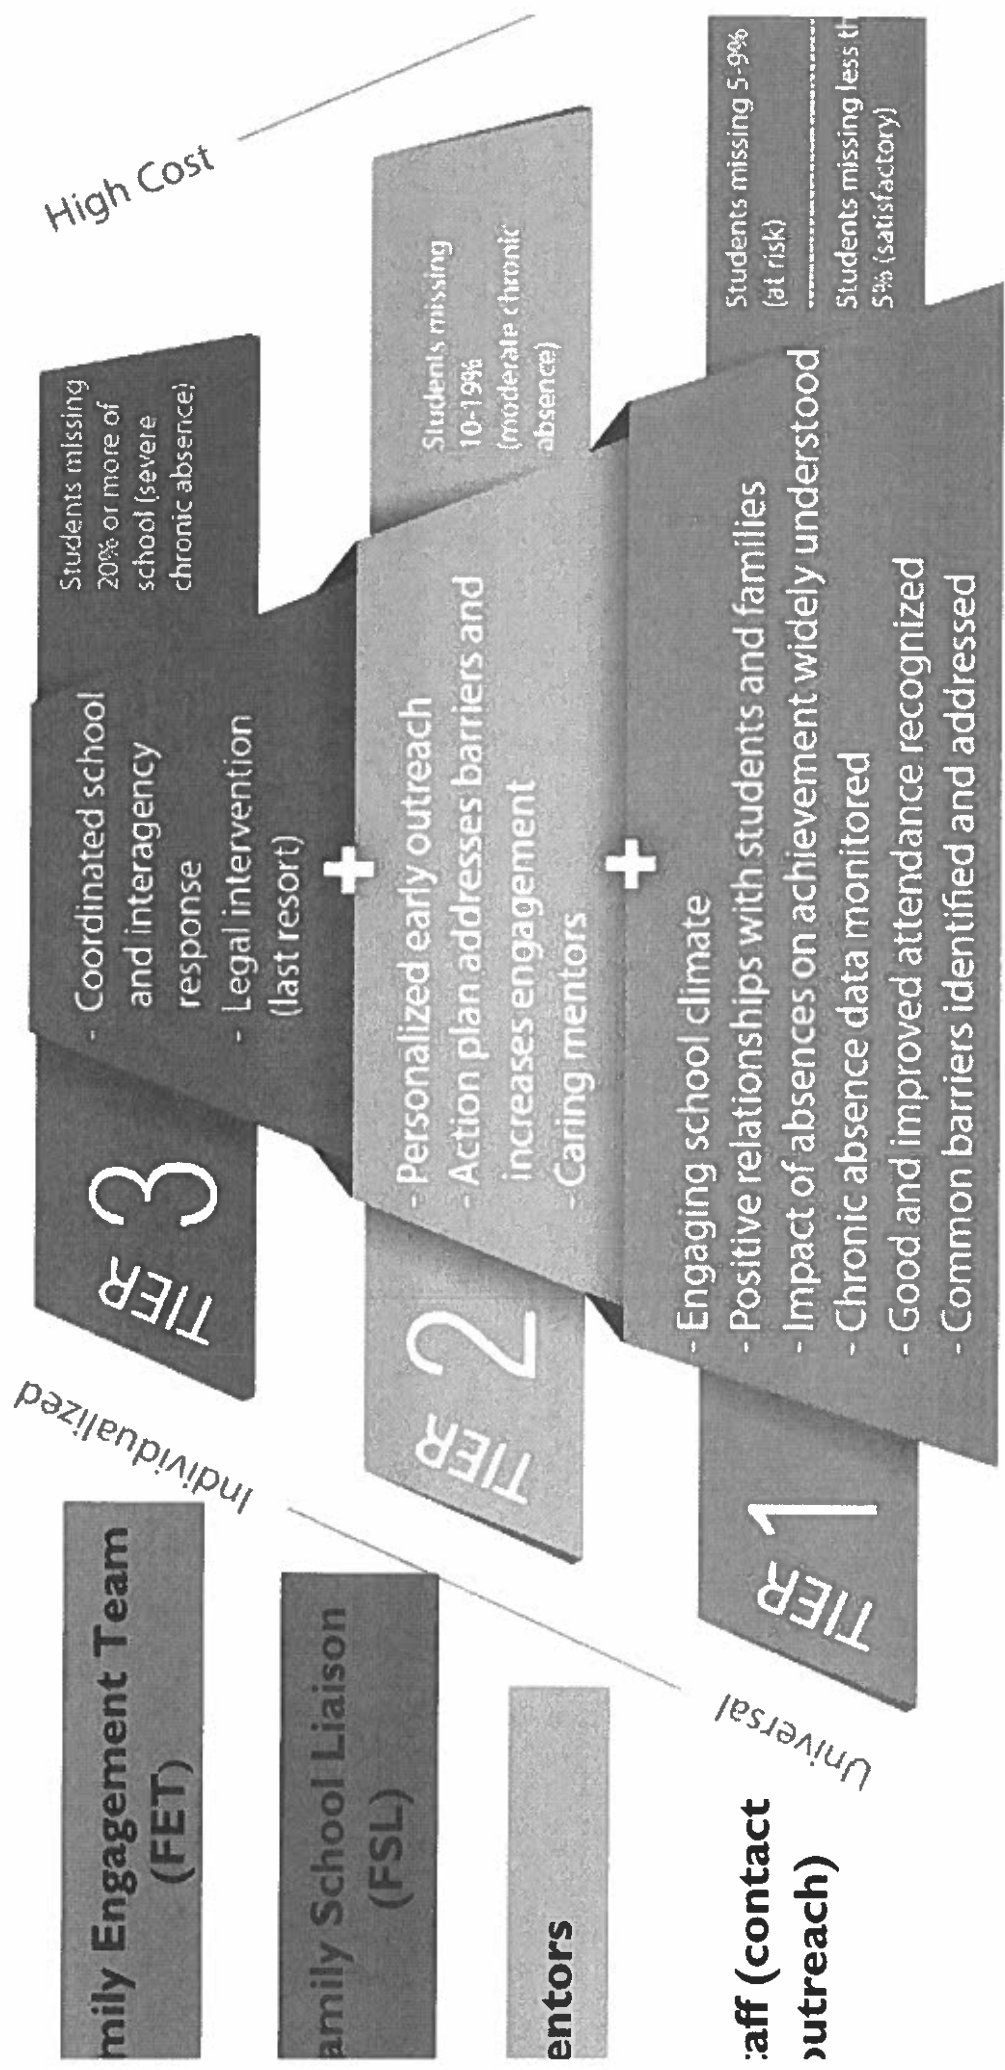 mily Engagement Team
(FET)
amily School Liaison
(FSL)
entors
aff (contact
outreach)
Individualized
Universal
High Cost
TIER 3
- Coordinated school
and interagency
response
- Legal intervention
(last resort)
Students missing
20% or more of
school (severe
chronic absence)
+
TIER 2
- Personalized early outreach
- Action plan addresses barriers and
increases engagement
- Caring mentors
Students missing
10-19%
(moderate chronic
absence)
+
TIER 1
- Engaging school climate
- Positive relationships with students and families
- Impact of absences on achievement widely understood
- Chronic absence data monitored
- Good and improved attendance recognized
- Common barriers identified and addressed
Students missing 5-9%
(at risk)
Students missing less th
5% (satisfactory)